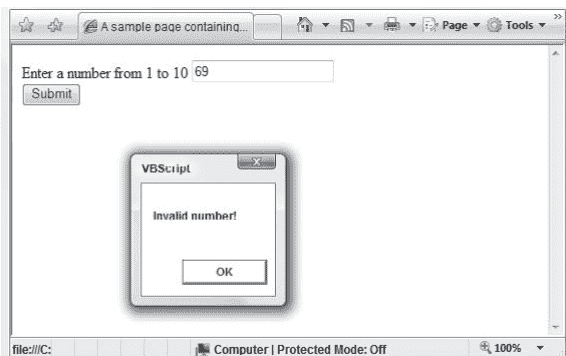 A sample page containing...
Page
Tools
»
Enter a number from 1 to 10 69
Submit
VBScript
X
Invalid number!
OK
file:///C:
Computer | Protected Mode: Off
100%